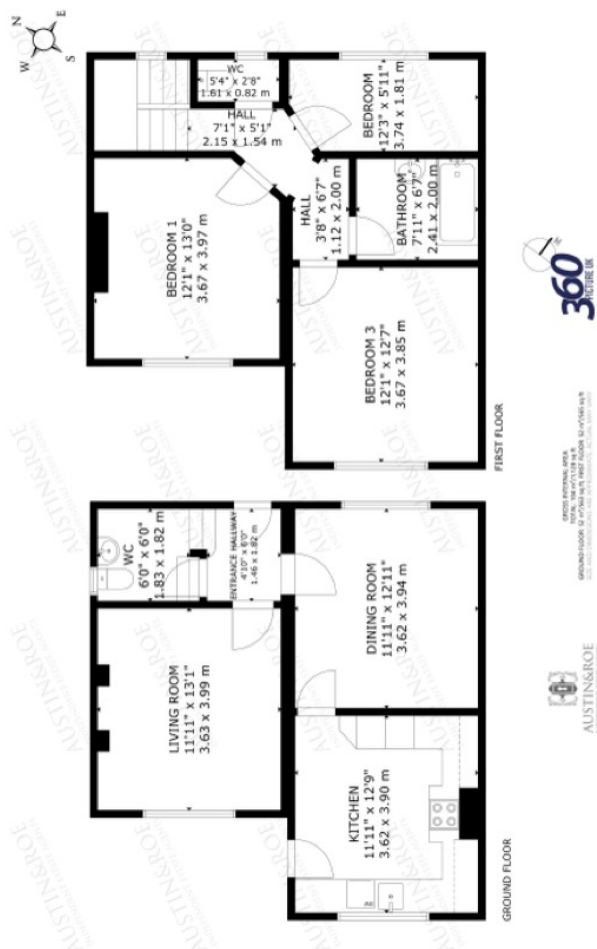 N
E
S
W
WC
5'4" x 2'8"
1.61 x 0.82 m
HALL
7'1" x 5'1"
2.15 x 1.54 m
BEDROOM
12'3" x 5'11"
3.74 x 1.81 m
BEDROOM 1
12'1" x 13'0"
3.67 x 3.97 m
HALL
3'8" x 6'7"
1.12 x 2.00 m
BATHROOM
7'11" x 6'7"
2.41 x 2.00 m
BEDROOM 3
12'1" x 12'7"
3.67 x 3.85 m
FIRST FLOOR
WC
6'0" x 6'0"
1.83 x 1.82 m
ENTRANCE HALLWAY
4'10" x 6'0"
1.46 x 1.82 m
LIVING ROOM
11'11" x 13'1"
3.63 x 3.99 m
DINING ROOM
11'11" x 12'11"
3.62 x 3.94 m
KITCHEN
11'11" x 12'9"
3.62 x 3.90 m
GROUND FLOOR
360
PICTURE UK
GROSS INTERNAL AREA
AUSTIN&ROE